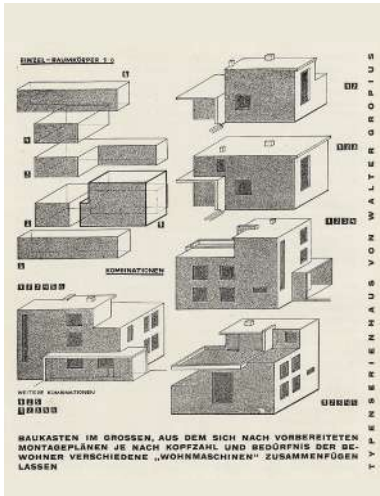 EINZEL-RAUMKÖRPER 1-6
KOMBINATIONEN
WEITERE KOMBINATIONEN
BAUKASTEN IM GROSSEN, AUS DEM SICH NACH VORBEREITETEN
MONTAGEPLÄNEN JE NACH KOPFZAHL UND BEDÜRFNIS DER BE-
WOHNER VERSCHIEDENE „WOHNMASCHINEN" ZUSAMMENFÜGEN
LASSEN
TYPENSERIENHAUS VON WALTER GROPIUS